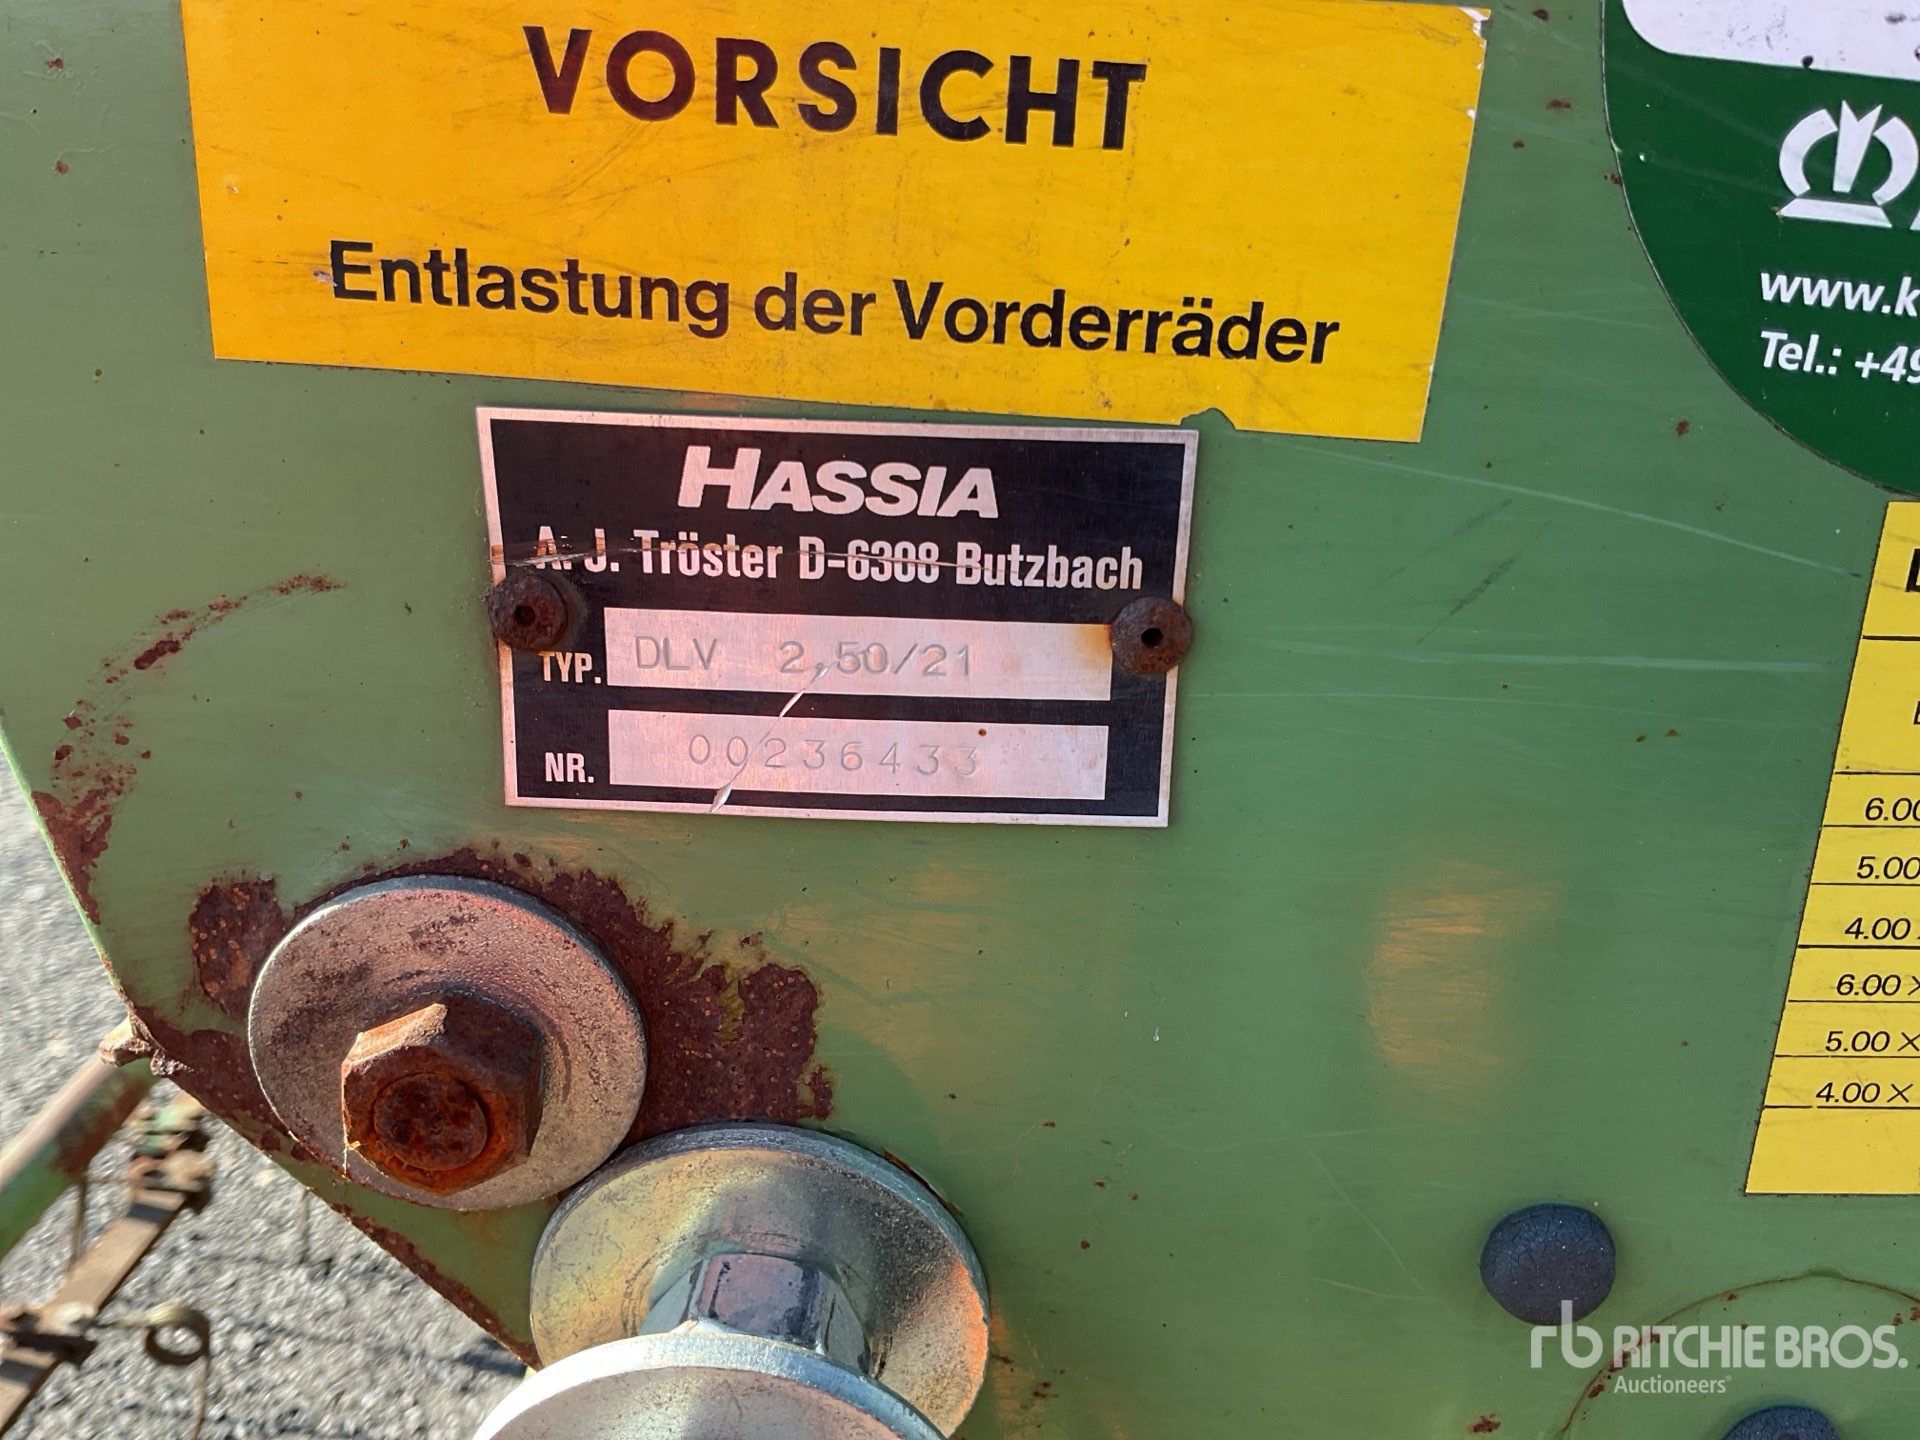 VORSICHT
Entlastung der Vorderräder
www.k
Tel.: +49
HASSIA
A. J. Tröster D-6308 Butzbach
TYP. DLV 2,50/21
NR. 00236433
6.00
5.00
4.00
6.00 ×
5.00 ×
4.00 ×
rb RITCHIE BROS.
Auctioneers